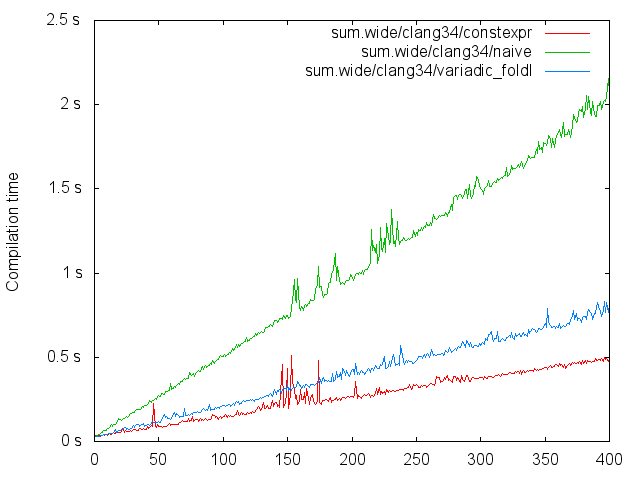 2.5 s
sum.wide/clang34/constexpr
sum.wide/clang34/naive
sum.wide/clang34/variadic_foldl
2 s
1.5 s
Compilation time
1 s
0.5 s
0 s
0 50 100 150 200 250 300 350 400